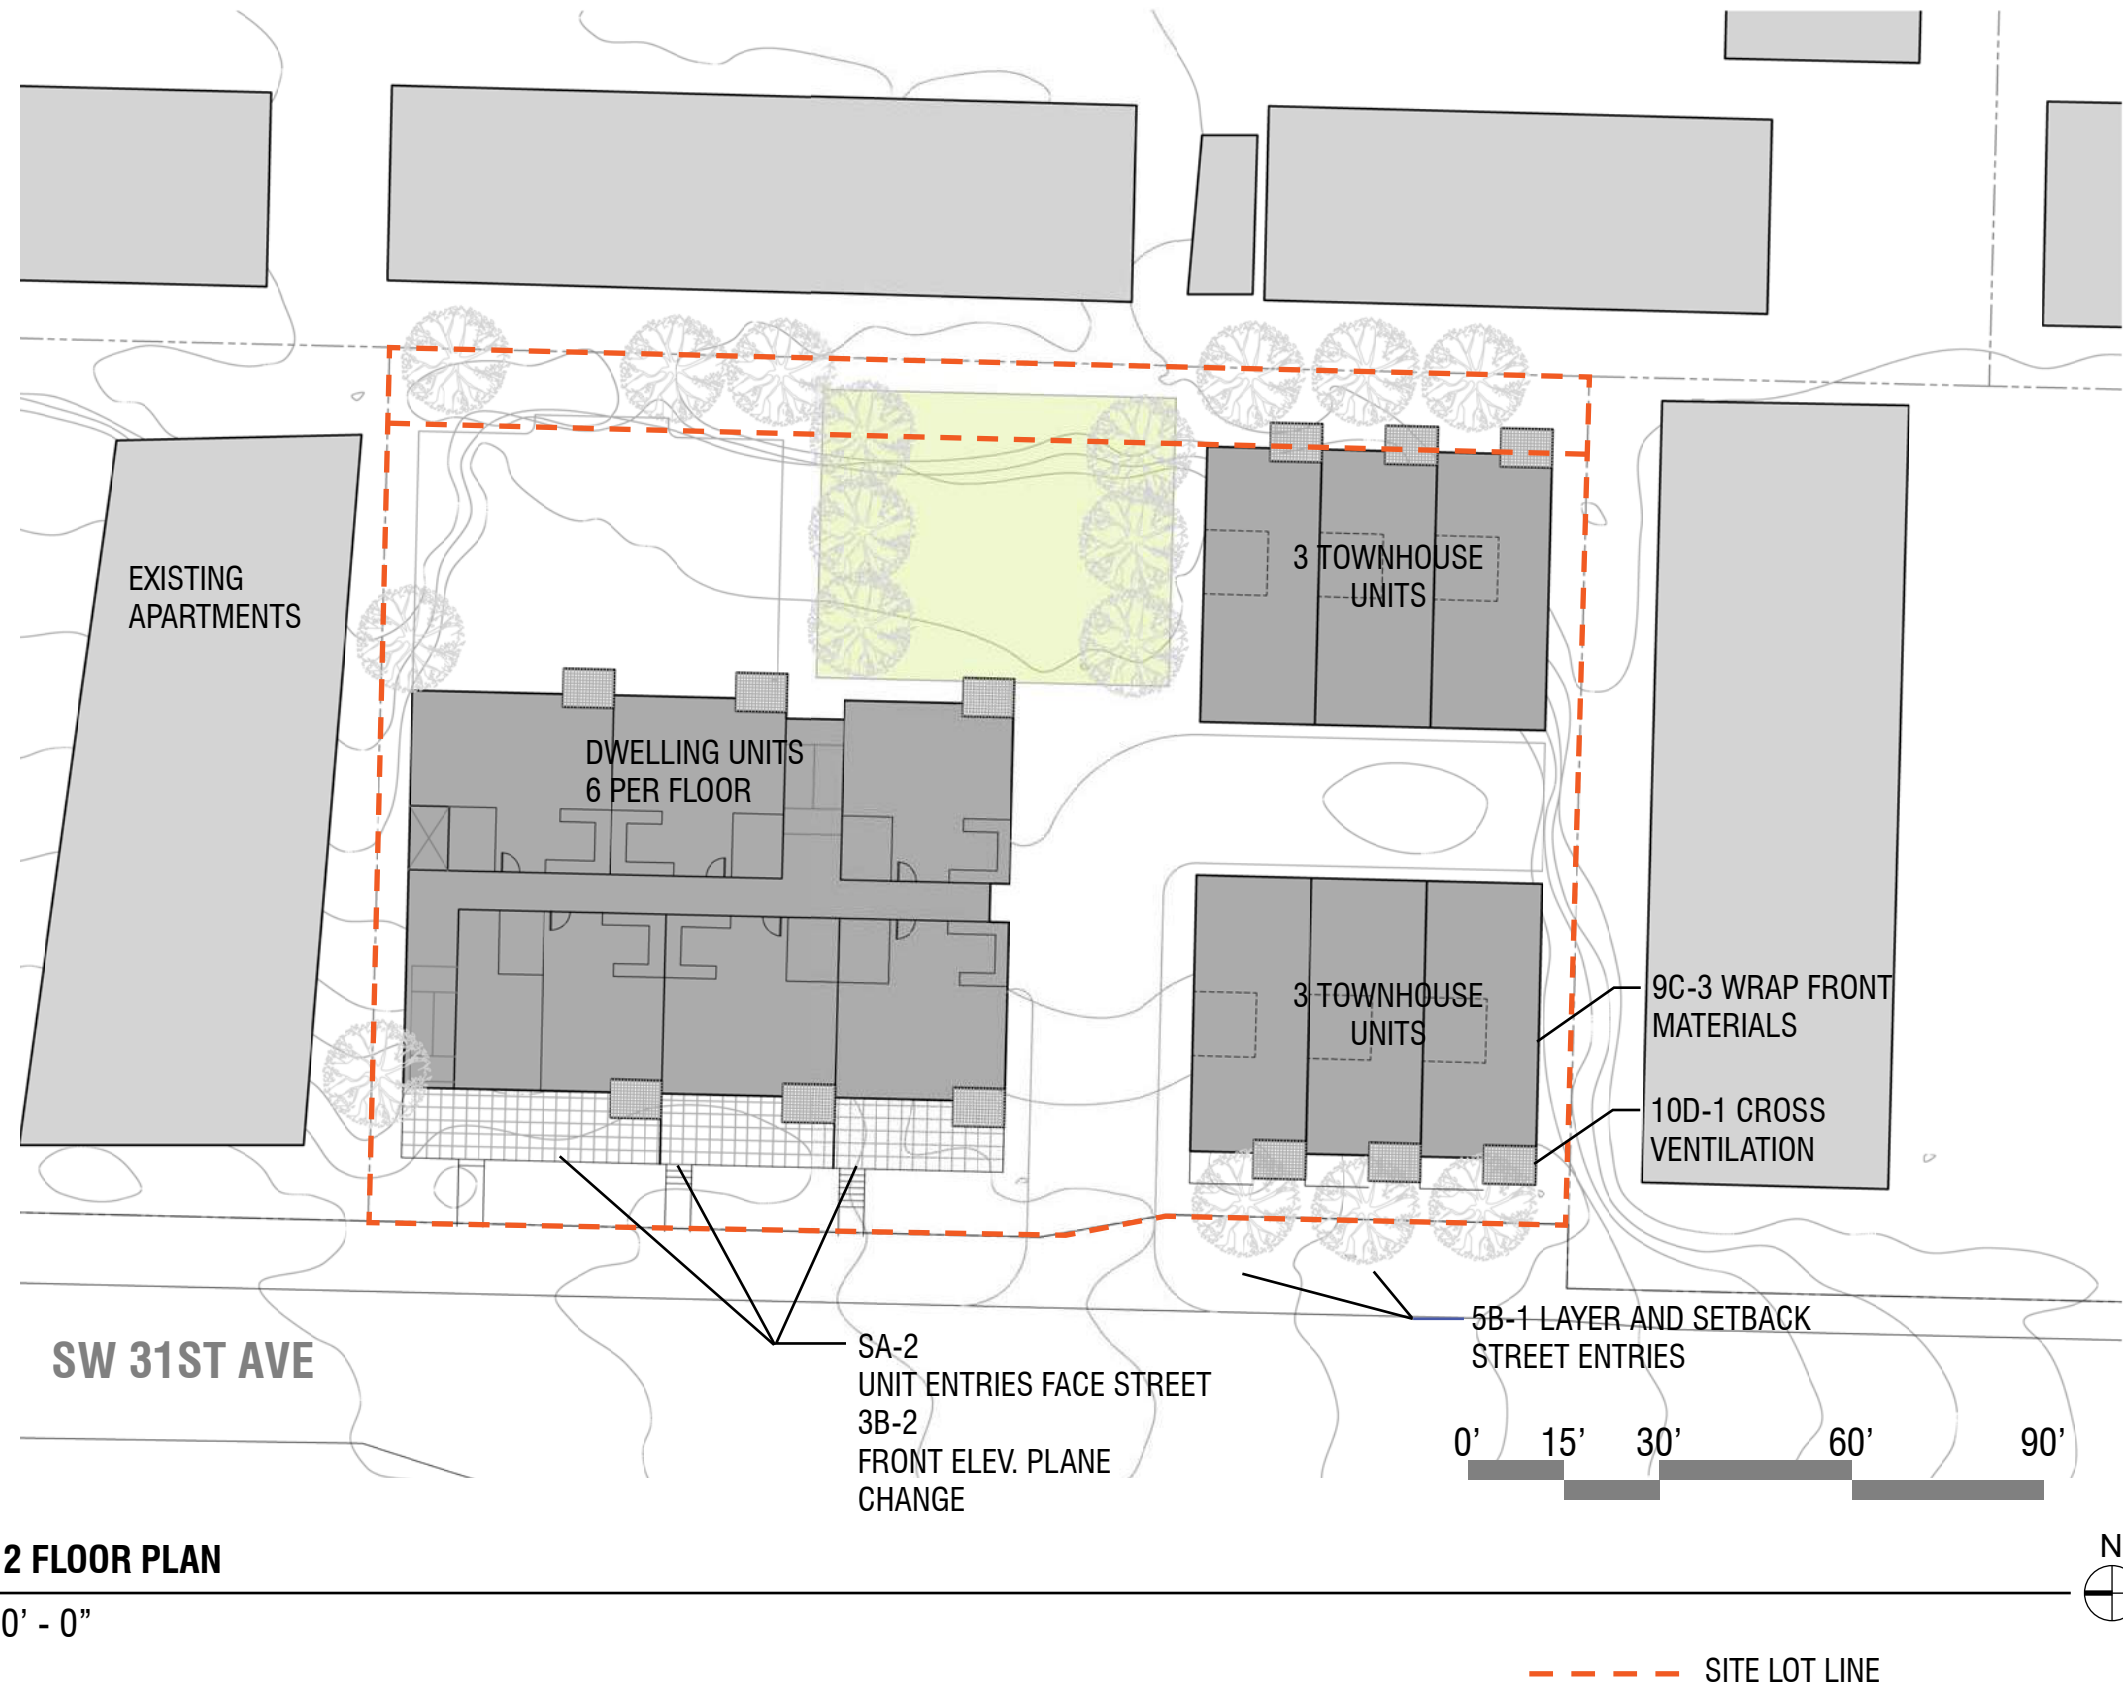 EXISTING
APARTMENTS
3 TOWNHOUSE
UNITS
DWELLING UNITS
6 PER FLOOR
3 TOWNHOUSE
UNITS
9C-3 WRAP FRONT
MATERIALS
10D-1 CROSS
VENTILATION
5B-1 LAYER AND SETBACK
STREET ENTRIES
SW 31ST AVE
SA-2
UNIT ENTRIES FACE STREET
3B-2
FRONT ELEV. PLANE
CHANGE
0' 15' 30' 60' 90'
2 FLOOR PLAN
N
0' - 0”
SITE LOT LINE